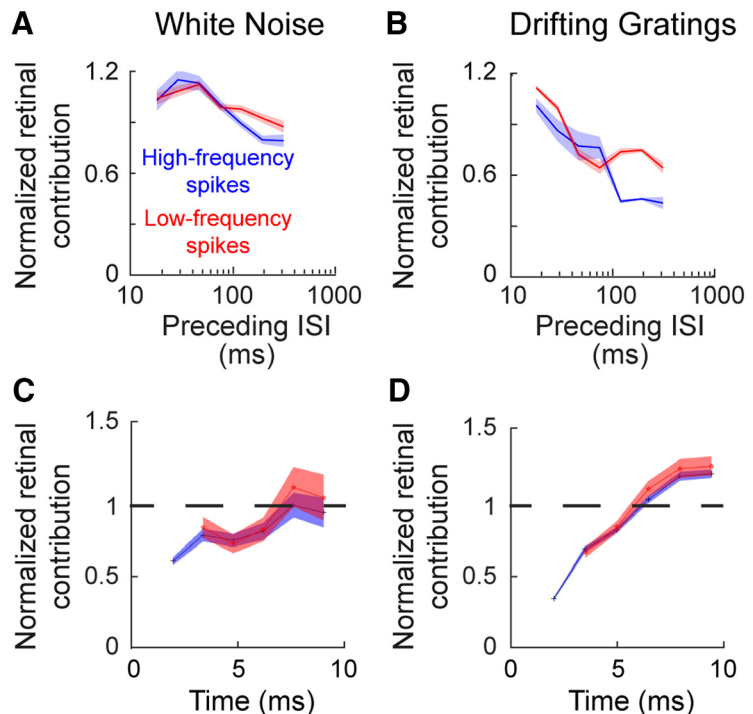 A
White Noise
B
Drifting Gratings
Normalized retinal
contribution
1.2
0.6
0
High-frequency
spikes
Low-frequency
spikes
10
100
1000
Preceding ISI
(ms)
Normalized retinal
contribution
1.2
0.6
0
10
100
1000
Preceding ISI
(ms)
C
Normalized retinal
contribution
1.5
1
0.5
0
0
5
10
Time (ms)
D
Normalized retinal
contribution
1.5
1
0.5
0
0
5
10
Time (ms)